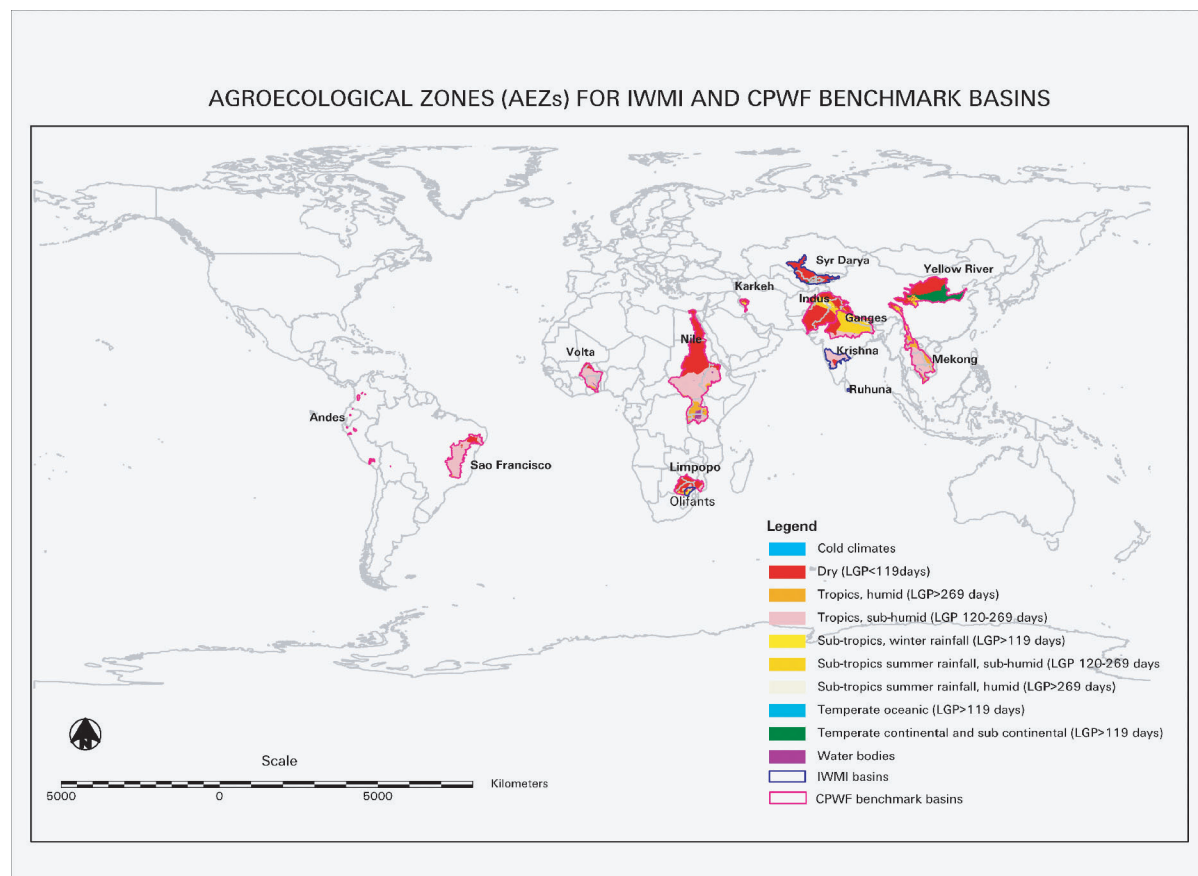 AGROECOLOGICAL ZONES (AEZs) FOR IWMI AND CPWF BENCHMARK BASINS
Syr Darya
Yellow River
Karkeh
Indus
Ganges
Nile
Volta
Krishna
Mekong
Ruhuna
Andes
Sao Francisco
Limpopo
Olifants
Legend
Cold climates
Dry (LGP<119days)
Tropics, humid (LGP>269 days)
Tropics, sub-humid (LGP 120-269 days)
Sub-tropics, winter rainfall (LGP>119 days)
Sub-tropics summer rainfall, sub-humid (LGP 120-269 days
Sub-tropics summer rainfall, humid (LGP>269 days)
Temperate oceanic (LGP>119 days)
Temperate continental and sub continental (LGP>119 days)
Water bodies
IWMI basins
CPWF benchmark basins
N
Scale
Kilometers
5000 0 5000